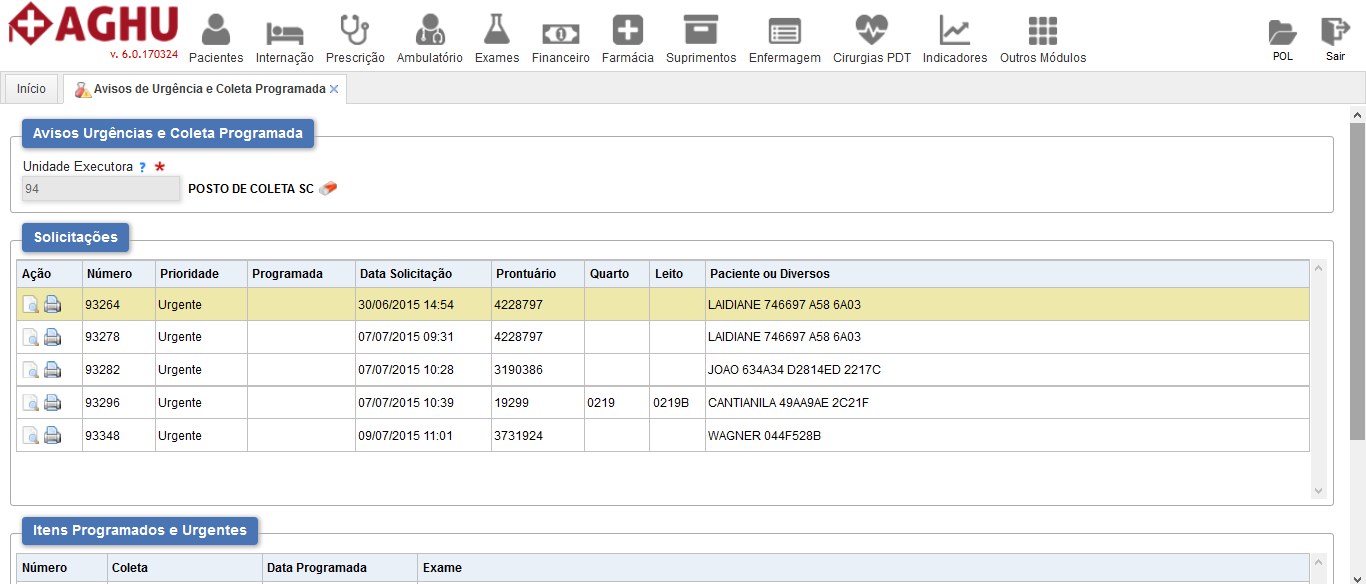 AGHU
v. 6.0.170324
Pacientes Internação Prescrição Ambulatório Exames Financeiro Farmácia Suprimentos Enfermagem Cirurgias PDT Indicadores Outros Módulos POL Sair
Início Avisos de Urgência e Coleta Programada
Avisos Urgências e Coleta Programada
Unidade Executora ? *
94 POSTO DE COLETA SC
Solicitações
Ação Número Prioridade Programada Data Solicitação Prontuário Quarto Leito Paciente ou Diversos
93264 Urgente 30/06/2015 14:54 4228797 LAIDIANE 746697 A58 6A03
93278 Urgente 07/07/2015 09:31 4228797 LAIDIANE 746697 A58 6A03
93282 Urgente 07/07/2015 10:28 3190386 JOAO 634A34 D2814ED 2217C
93296 Urgente 07/07/2015 10:39 19299 0219 0219B CANTIANILA 49AA9AE 2C21F
93348 Urgente 09/07/2015 11:01 3731924 WAGNER 044F528B
Itens Programados e Urgentes
Número Coleta Data Programada Exame